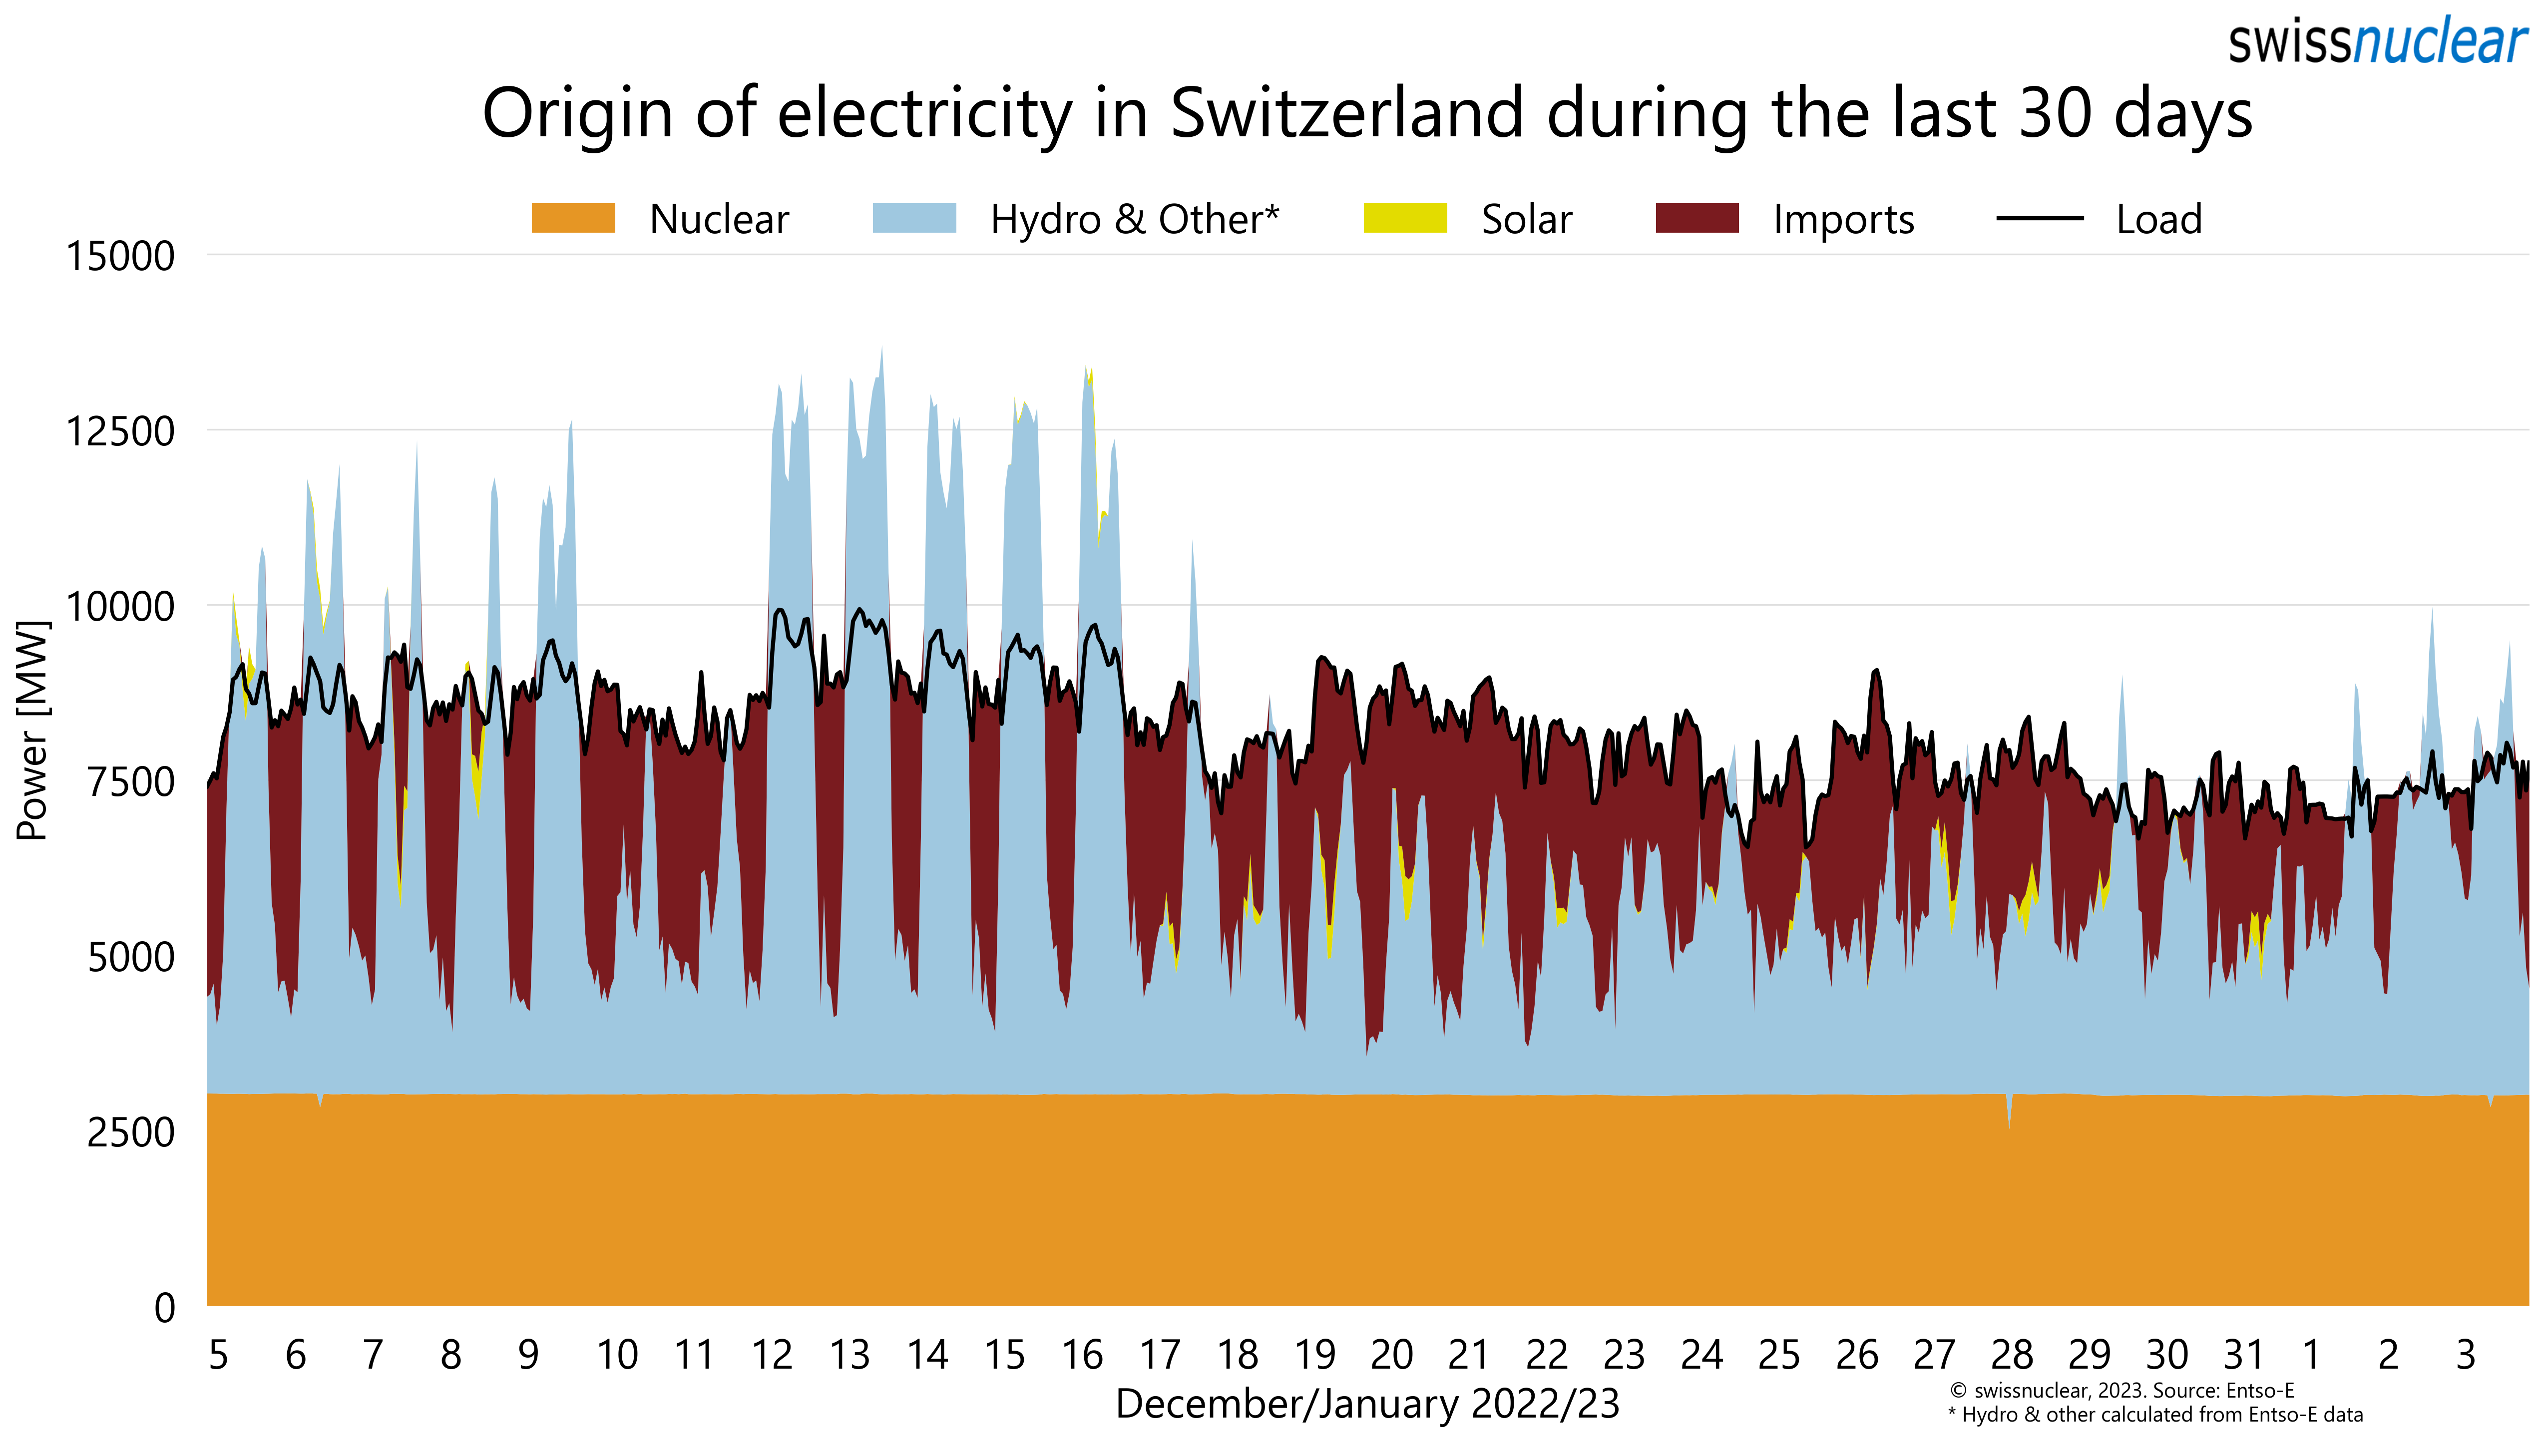 swissnuclear
Origin of electricity in Switzerland during the last 30 days
Nuclear Hydro & Other* Solar Imports Load
15000
12500
10000
7500
5000
2500
0
Power [MW]
5 6 7 8 9 10 11 12 13 14 15 16 17 18 19 20 21 22 23 24 25 26 27 28 29 30 31 1 2 3
December/January 2022/23
© swissnuclear, 2023. Source: Entso-E
* Hydro & other calculated from Entso-E data